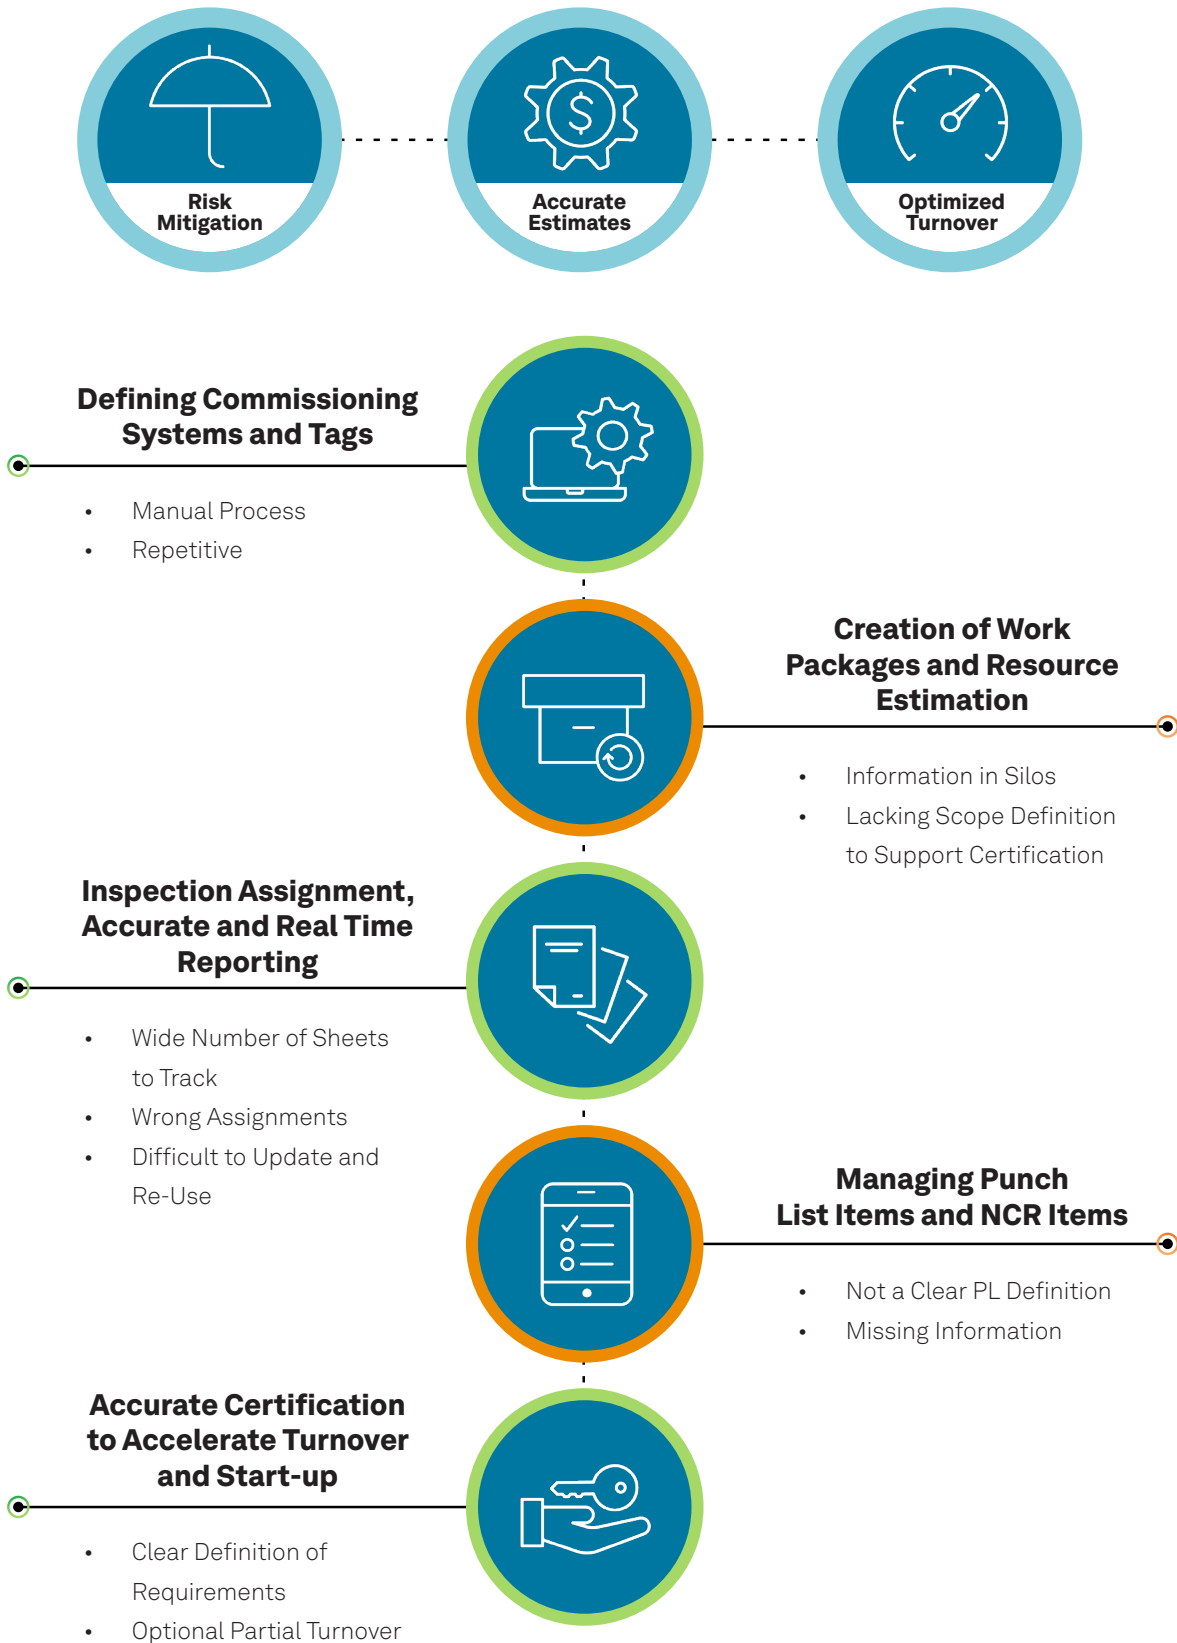 Risk
Mitigation
Accurate
Estimates
Optimized
Turnover
Defining Commissioning
Systems and Tags
• Manual Process
• Repetitive
Creation of Work
Packages and Resource
Estimation
• Information in Silos
• Lacking Scope Definition
to Support Certification
Inspection Assignment,
Accurate and Real Time
Reporting
• Wide Number of Sheets
to Track
• Wrong Assignments
• Difficult to Update and
Re-Use
Managing Punch
List Items and NCR Items
• Not a Clear PL Definition
• Missing Information
Accurate Certification
to Accelerate Turnover
and Start-up
• Clear Definition of
Requirements
• Optional Partial Turnover